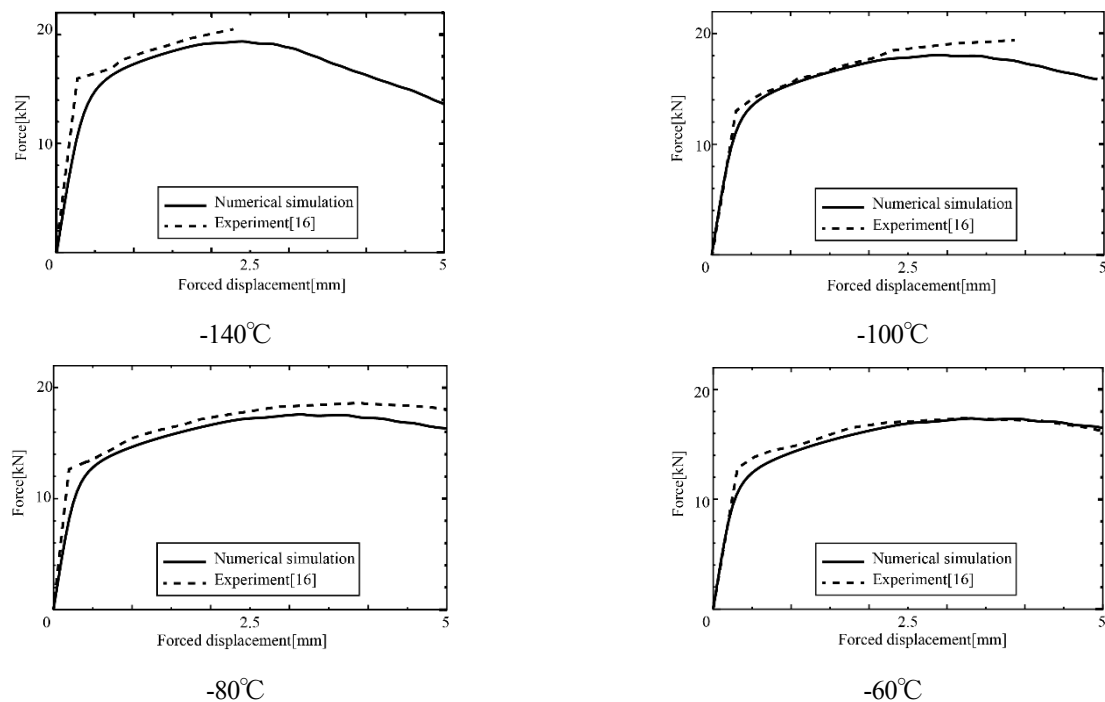 20
10
0
Force[kN]
Numerical simulation
Experiment[16]
2.5
5
Forced displacement[mm]
-140℃
20
10
0
Force[kN]
Numerical simulation
Experiment[16]
2.5
5
Forced displacement[mm]
-100℃
20
10
0
Force[kN]
Numerical simulation
Experiment[16]
2.5
5
Forced displacement[mm]
-80℃
20
10
0
Force[kN]
Numerical simulation
Experiment[16]
2.5
5
Forced displacement[mm]
-60℃